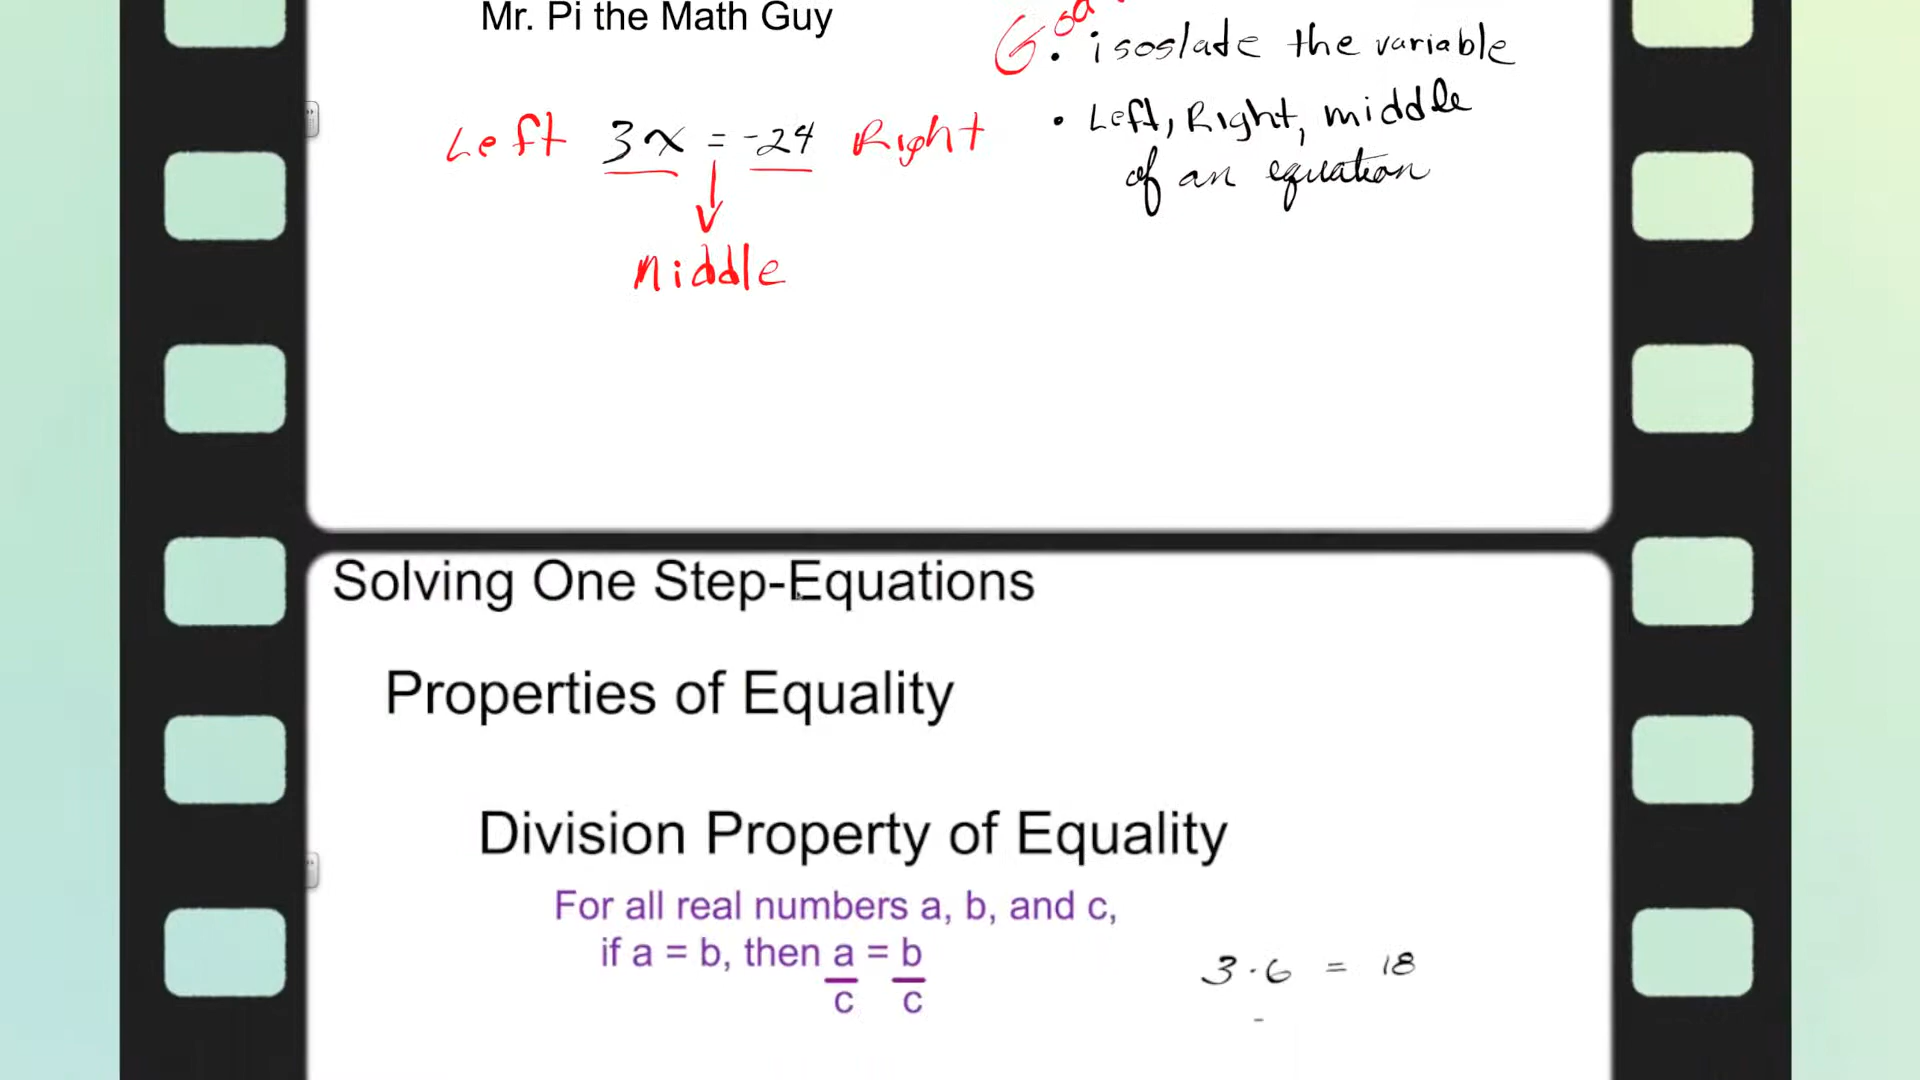 Mr. Pi the Math Guy
• isoslade the variable
Left 3x = -24 Right
• Left, Right, middle
of an equation
Middle
Solving One Step-Equations
Properties of Equality
Division Property of Equality
For all real numbers a, b, and c,
if a = b, then a = b
c c
3 · 6 = 18